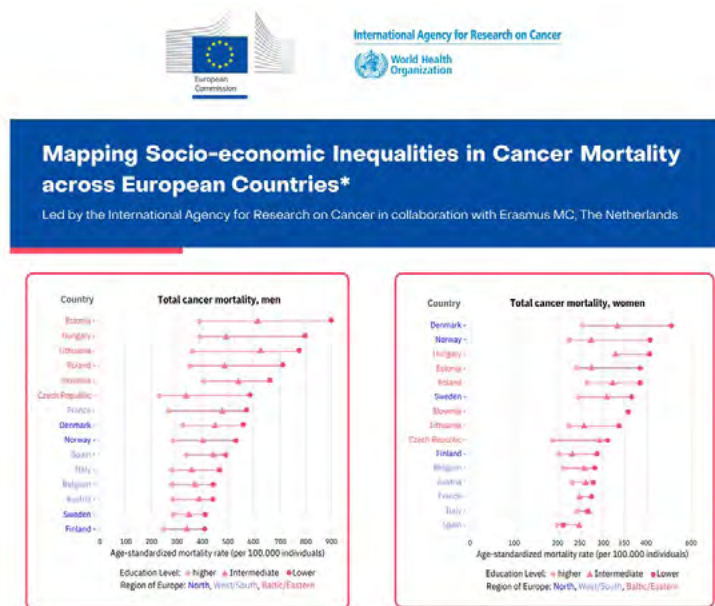 European
Commission
International Agency for Research on Cancer
World Health
Organization
Mapping Socio-economic Inequalities in Cancer Mortality
across European Countries*
Led by the International Agency for Research on Cancer in collaboration with Erasmus MC, The Netherlands
Country
Total cancer mortality, men
Estonia
Hungary
Lithuania
Poland
Slovenia
Czech Republic
France
Denmark
Norway
Spain
Italy
Belgium
Austria
Sweden
Finland
0 100 200 300 400 500 600 700 800 900
Age-standardized mortality rate (per 100.000 individuals)
Education Level: higher Intermediate Lower
Region of Europe: North, West/South, Baltic/Eastern
Country
Total cancer mortality, women
Denmark
Norway
Hungary
Estonia
Poland
Sweden
Slovenia
Lithuania
Czech Republic
Finland
Belgium
Austria
France
Italy
Spain
0 150 200 250 300 350 400 600
Age-standardized mortality rate (per 100.000 individuals)
Education Level: higher Intermediate Lower
Region of Europe: North, West/South, Baltic/Eastern